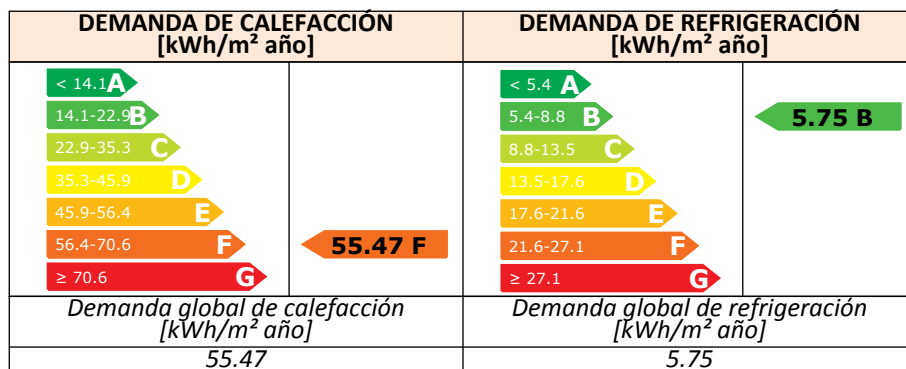 DEMANDA DE CALEFACCIÓN
[kWh/m² año]
DEMANDA DE REFRIGERACIÓN
[kWh/m² año]
< 14.1 A
14.1-22.9 B
22.9-35.3 C
35.3-45.9 D
45.9-56.4 E
56.4-70.6 F
≥ 70.6 G
55.47 F
< 5.4 A
5.4-8.8 B
8.8-13.5 C
13.5-17.6 D
17.6-21.6 E
21.6-27.1 F
≥ 27.1 G
5.75 B
Demanda global de calefacción
[kWh/m² año]
Demanda global de refrigeración
[kWh/m² año]
55.47
5.75